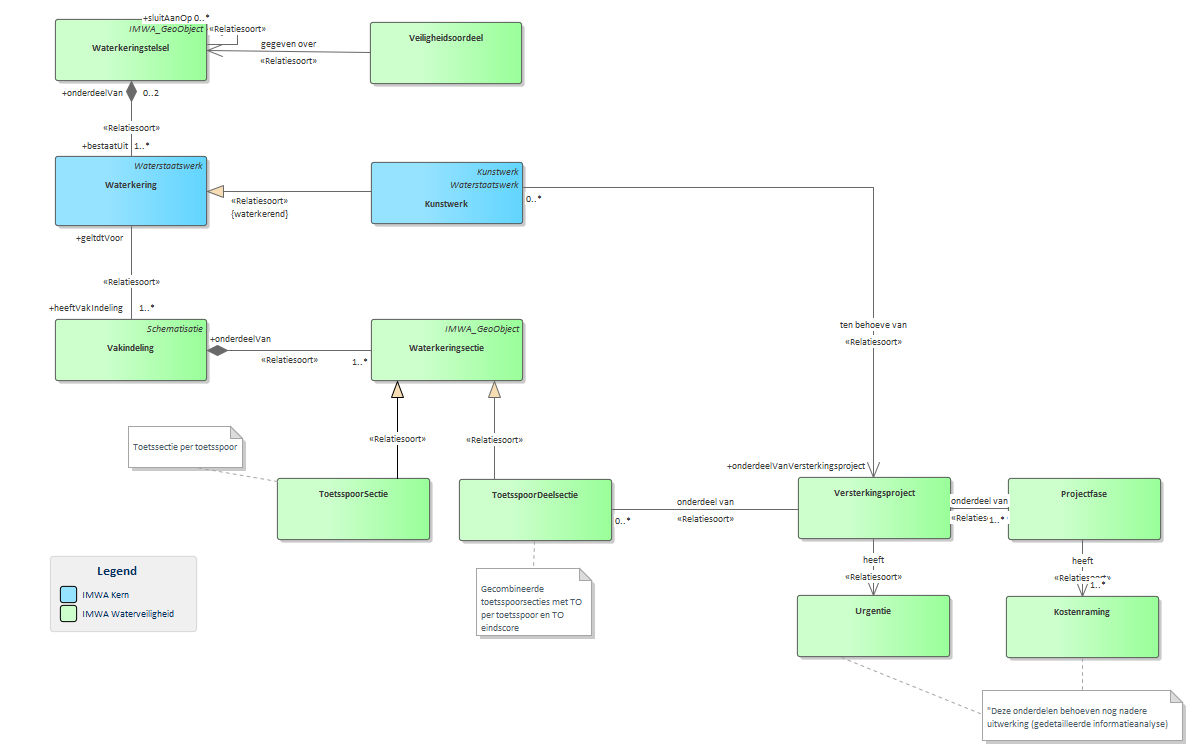 +sluitAanOp 0..*
IMWA_GeoObject
«Relatiesoort»
Waterkeringstelsel
gegeven over
«Relatiesoort»
Veiligheidsoordeel
+onderdeelVan
0..2
«Relatiesoort»
+bestaatUit
1..*
Waterstaatswerk
Waterkering
«Relatiesoort»
{waterkerend}
Kunstwerk
Waterstaatswerk
Kunstwerk
0..*
+geltdtVoor
«Relatiesoort»
+heeftVakIndeling
1..*
ten behoeve van
«Relatiesoort»
Schematisatie
Vakindeling
+onderdeelVan
«Relatiesoort»
1..*
IMWA_GeoObject
Waterkeringsectie
«Relatiesoort»
«Relatiesoort»
Toetssectie per toetsspoor
+onderdeelVanVersterkingsproject
ToetsspoorSectie
ToetsspoorDeelsectie
0..*
onderdeel van
«Relatiesoort»
Versterkingsproject
onderdeel van
«Relaties
1..*
Projectfase
heeft
«Relatiesoort»
heeft
«Relatiesoort»
1..*
Legend
IMWA Kern
IMWA Waterveiligheid
Gecombineerde
toetsspoorsecties met TO
per toetsspoor en TO
eindscore
Urgentie
Kostenraming
"Deze onderdelen behoeven nog nadere
uitwerking (gedetailleerde informatieanalyse)